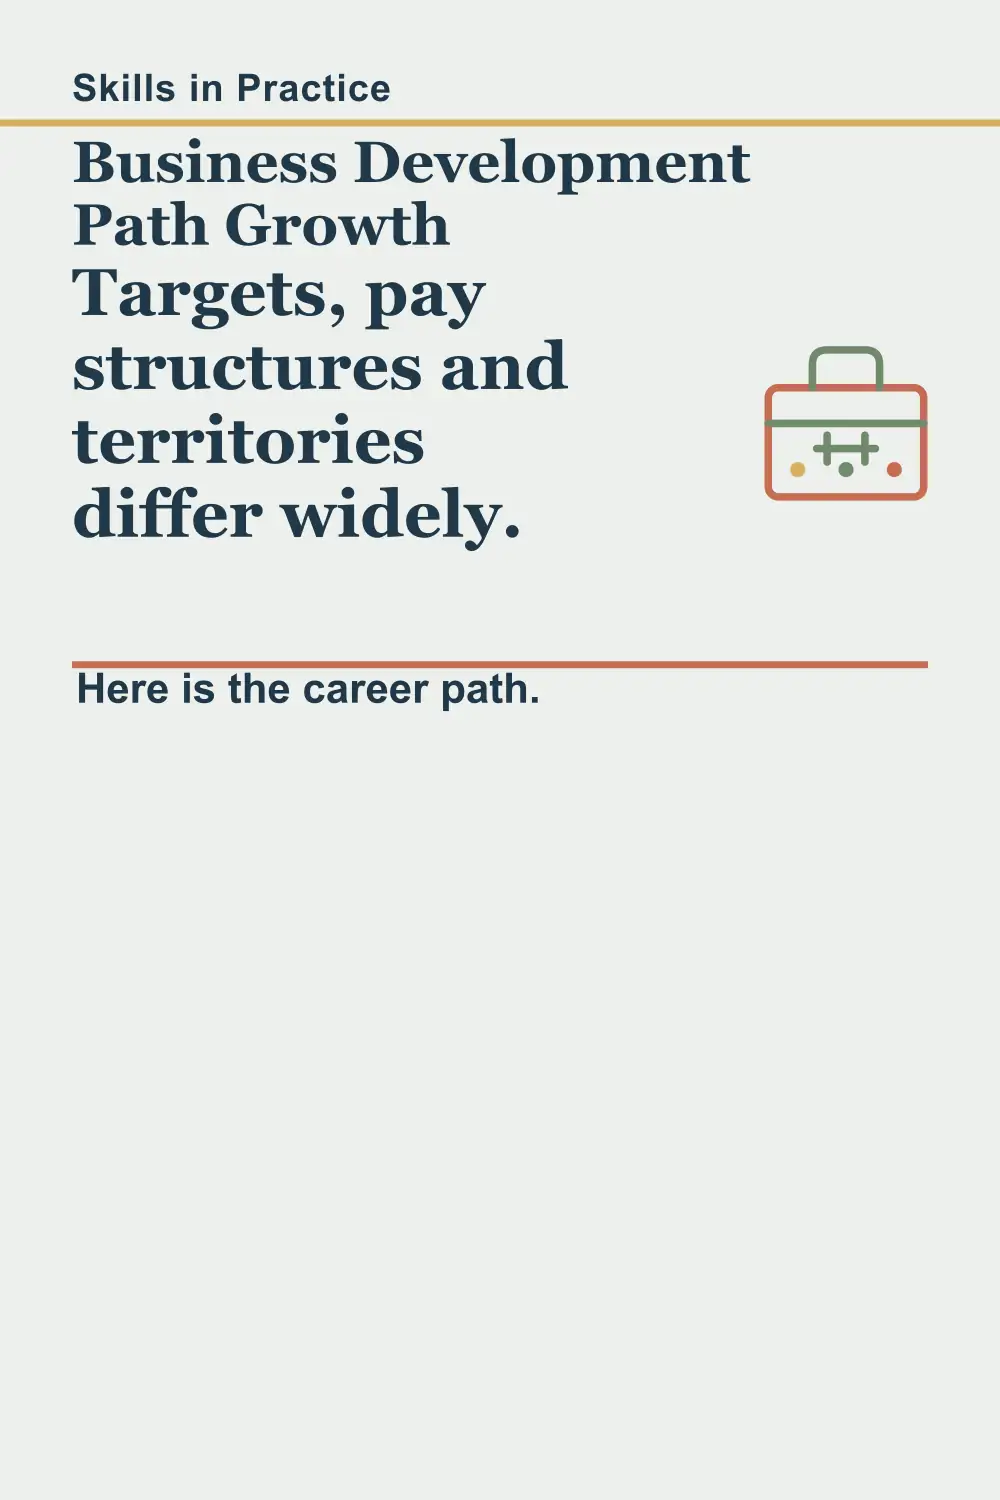 Skills in Practice
Business Development
Path Growth
Targets, pay
structures and
territories
differ widely.
Here is the career path.